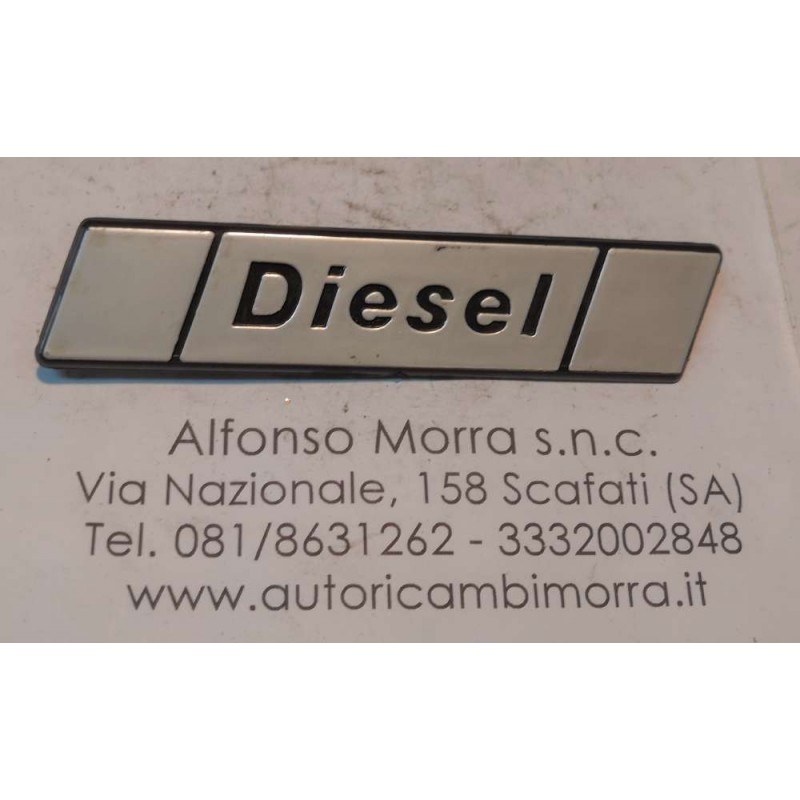 Diesel
Alfonso Morra s.n.c.
Via Nazionale, 158 Scafati (SA)
Tel. 081/8631262 - 3332002848
www.autoricambimorra.it